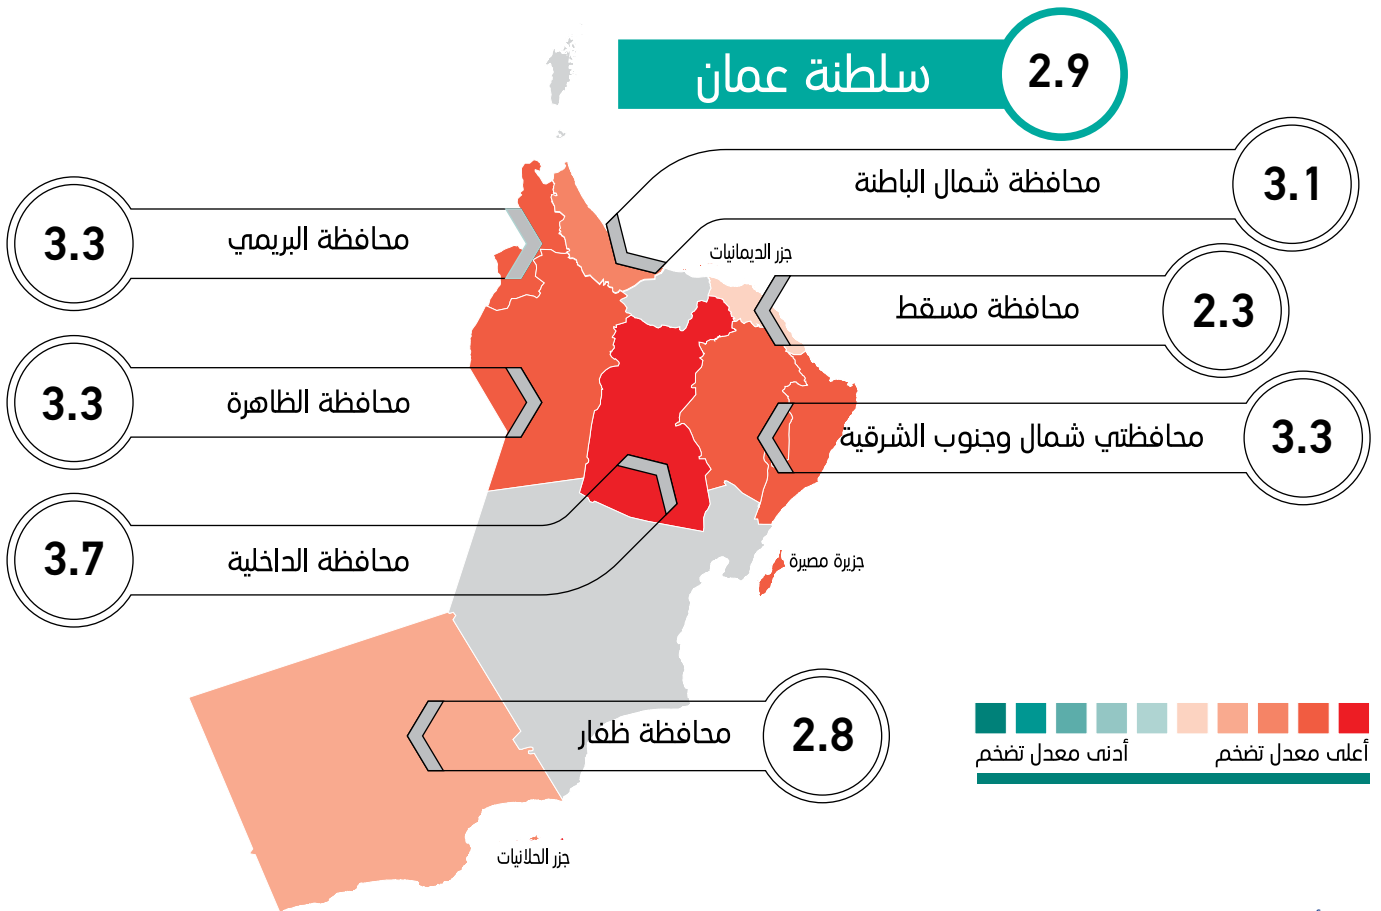 سلطنة عمان
2.9
محافظة شمال الباطنة
3.1
محافظة البريمي
3.3
جزر الديمانيات
محافظة مسقط
2.3
محافظة الظاهرة
3.3
محافظتي شمال وجنوب الشرقية
3.3
محافظة الداخلية
3.7
جزيرة مصيرة
محافظة ظفار
2.8
أعلى معدل تضخم
أدنى معدل تضخم
جزر الحلانيات